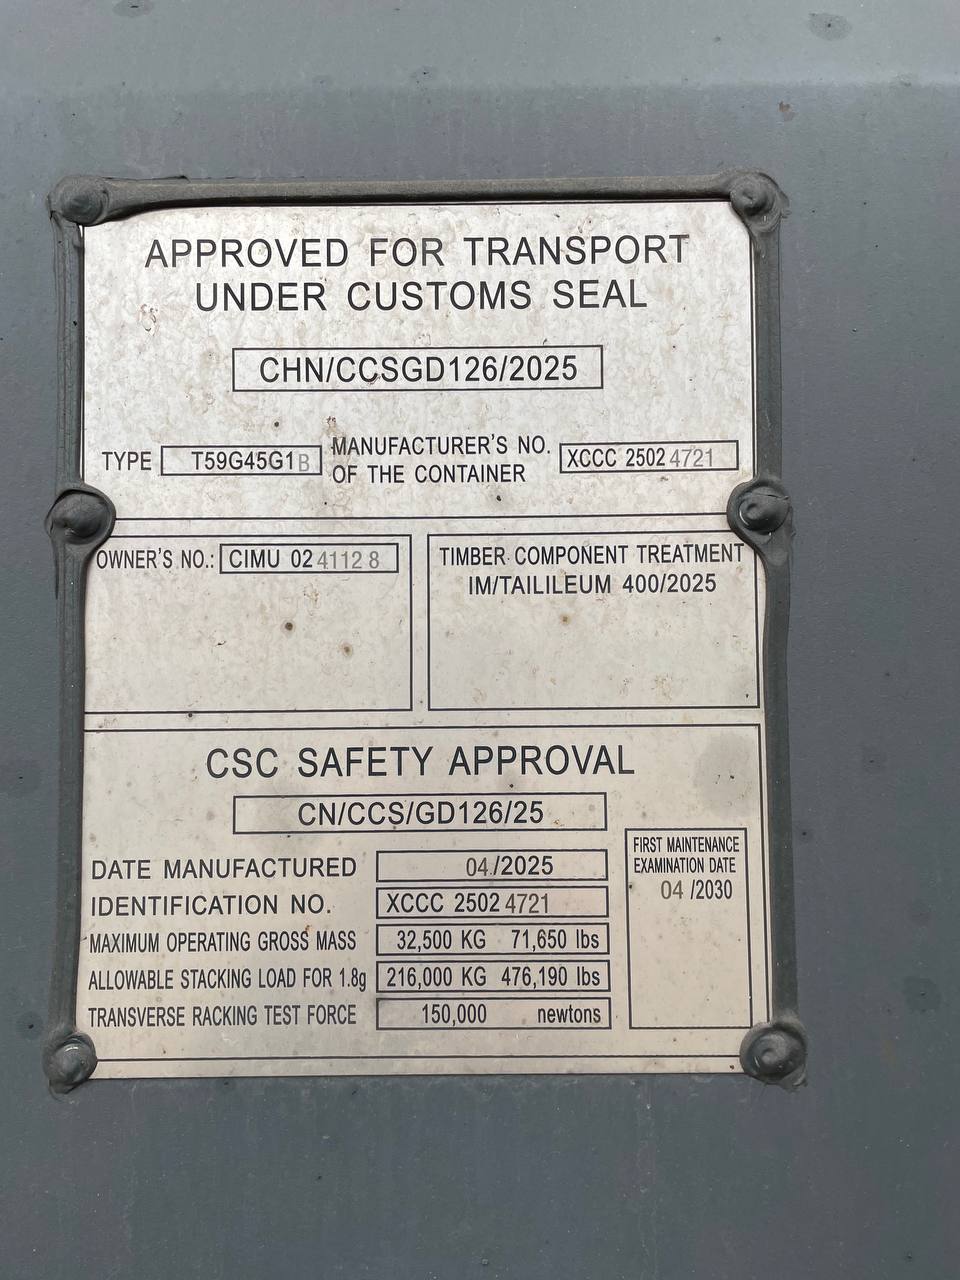 APPROVED FOR TRANSPORT
UNDER CUSTOMS SEAL
CHN/CCSGD126/2025
TYPE T59G45G1B MANUFACTURER'S NO. OF THE CONTAINER XCCC 2502 4721
OWNER'S NO.: CIMU 02 4112 8
TIMBER COMPONENT TREATMENT
IM/TAILILEUM 400/2025
CSC SAFETY APPROVAL
CN/CCS/GD126/25
DATE MANUFACTURED 04/2025
IDENTIFICATION NO. XCCC 2502 4721
MAXIMUM OPERATING GROSS MASS 32,500 KG 71,650 lbs
ALLOWABLE STACKING LOAD FOR 1.8g 216,000 KG 476,190 lbs
TRANSVERSE RACKING TEST FORCE 150,000 newtons
FIRST MAINTENANCE
EXAMINATION DATE
04 /2030